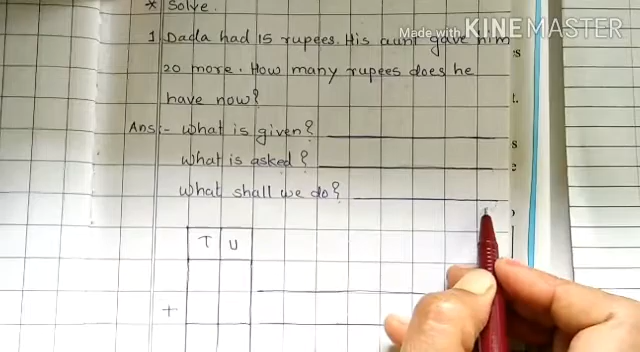 Made with KINEMASTER
* Solve.
1 Dada had 15 rupees. His aunt gave him
20 more. How many rupees does he
have now?
Ans:- What is given?
What is asked?
What shall we do?
T U
+